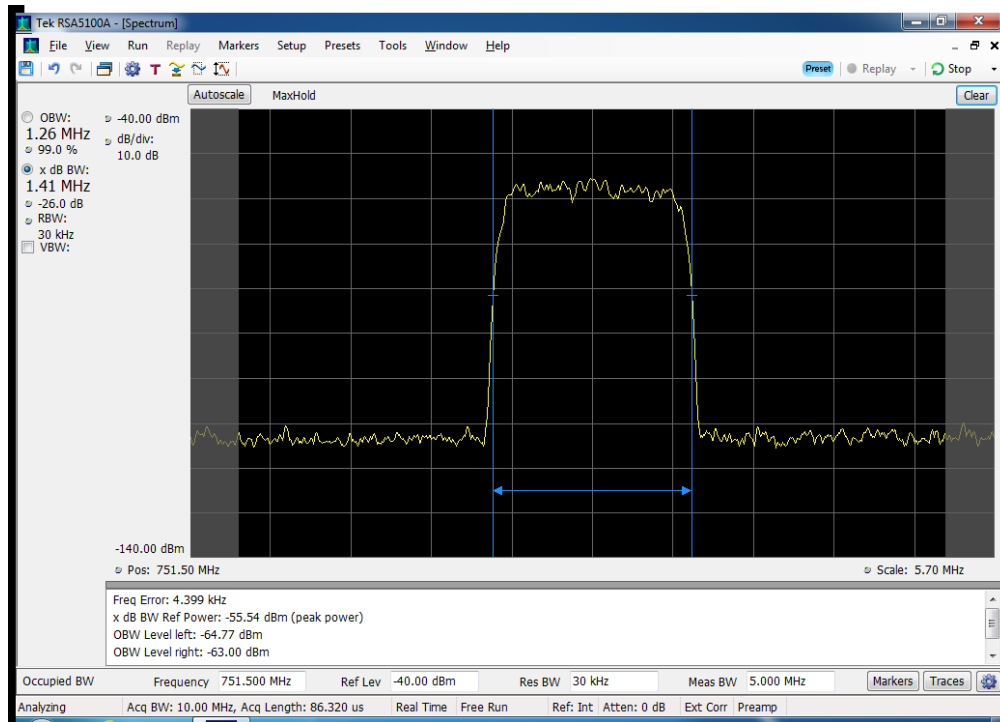 Tek RSA5100A - [Spectrum]
File View Run Replay Markers Setup Presets Tools Window Help
T Preset Replay Stop
Autoscale MaxHold Clear
OBW:
1.26 MHz
99.0 %
x dB BW:
1.41 MHz
-26.0 dB
RBW:
30 kHz
VBW:
-40.00 dBm
dB/div:
10.0 dB
-140.00 dBm
Pos: 751.50 MHz Scale: 5.70 MHz
Freq Error: 4.399 kHz
x dB BW Ref Power: -55.54 dBm (peak power)
OBW Level left: -64.77 dBm
OBW Level right: -63.00 dBm
Occupied BW Frequency 751.500 MHz Ref Lev -40.00 dBm Res BW 30 kHz Meas BW 5.000 MHz Markers Traces
Analyzing Acq BW: 10.00 MHz, Acq Length: 86.320 us Real Time Free Run Ref: Int Atten: 0 dB Ext Corr Preamp